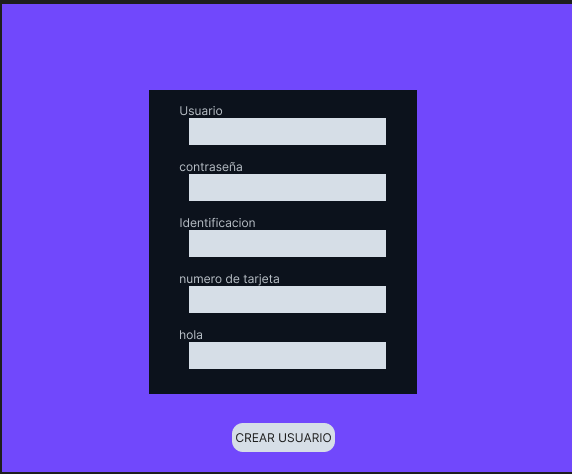 Usuario
contraseña
Identificacion
numero de tarjeta
hola
CREAR USUARIO